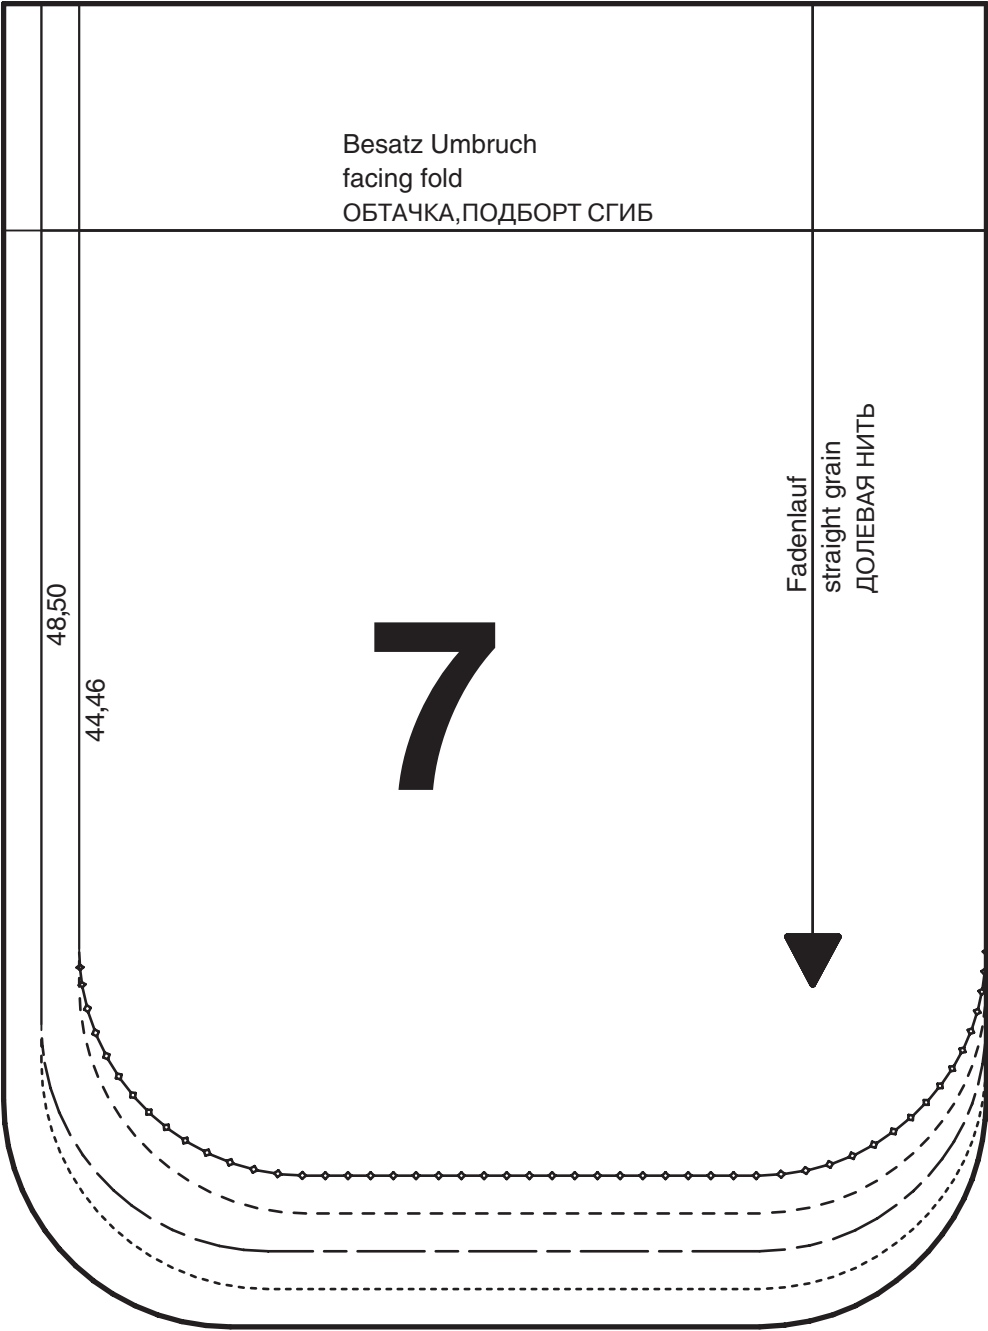 Besatz Umbruch
facing fold
ОБТАЧКА,ПОДБОРТ СГИБ
Fadenlauf
straight grain
ДОЛЕВАЯ НИТЬ
48,50
44,46
7